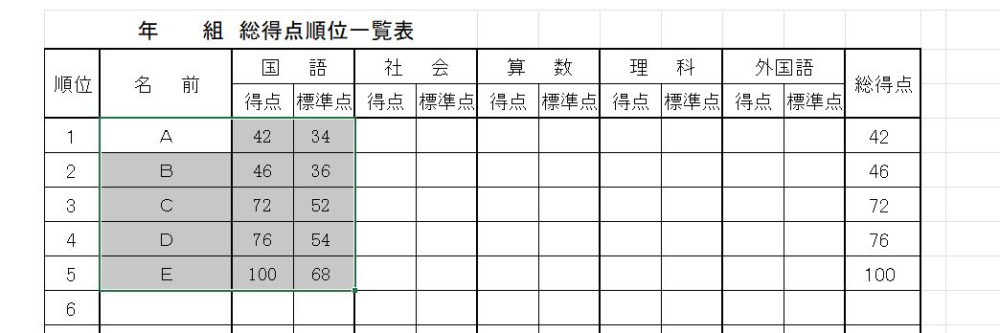 年 組 総得点順位一覧表
順位 名 前 国 語 社 会 算 数 理 科 外国語 総得点
得点 標準点 得点 標準点 得点 標準点 得点 標準点 得点 標準点
1 A 42 34 42
2 B 46 36 46
3 C 72 52 72
4 D 76 54 76
5 E 100 68 100
6